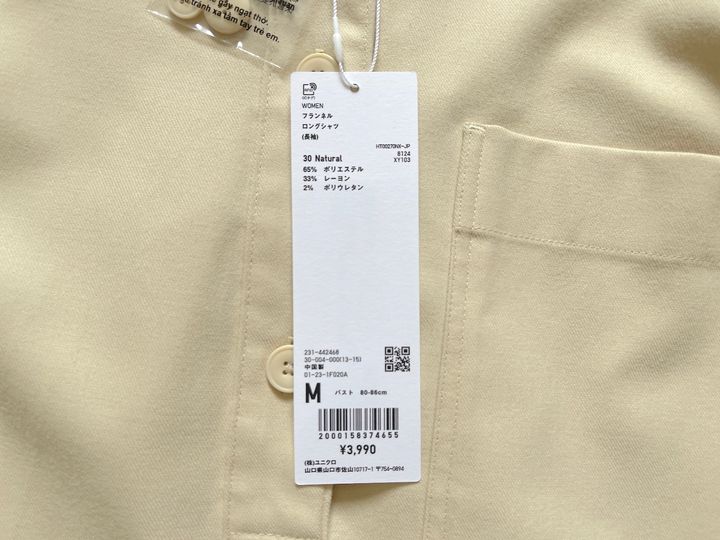 gây ngạt thở.
tránh xa tầm tay trẻ em.
WOMEN
フランネル
ロングシャツ
(長袖)
HT00270NX-JP
30 Natural 8124
65% ポリエステル XY103
33% レーヨン
2% ポリウレタン
231-442468
30-004-000(13-15)
中国製
01-23-1F020A
M バスト 80-86cm
2000158374655
¥3,990
(株)ユニクロ
山口県山口市佐山10717-1 〒754-0894